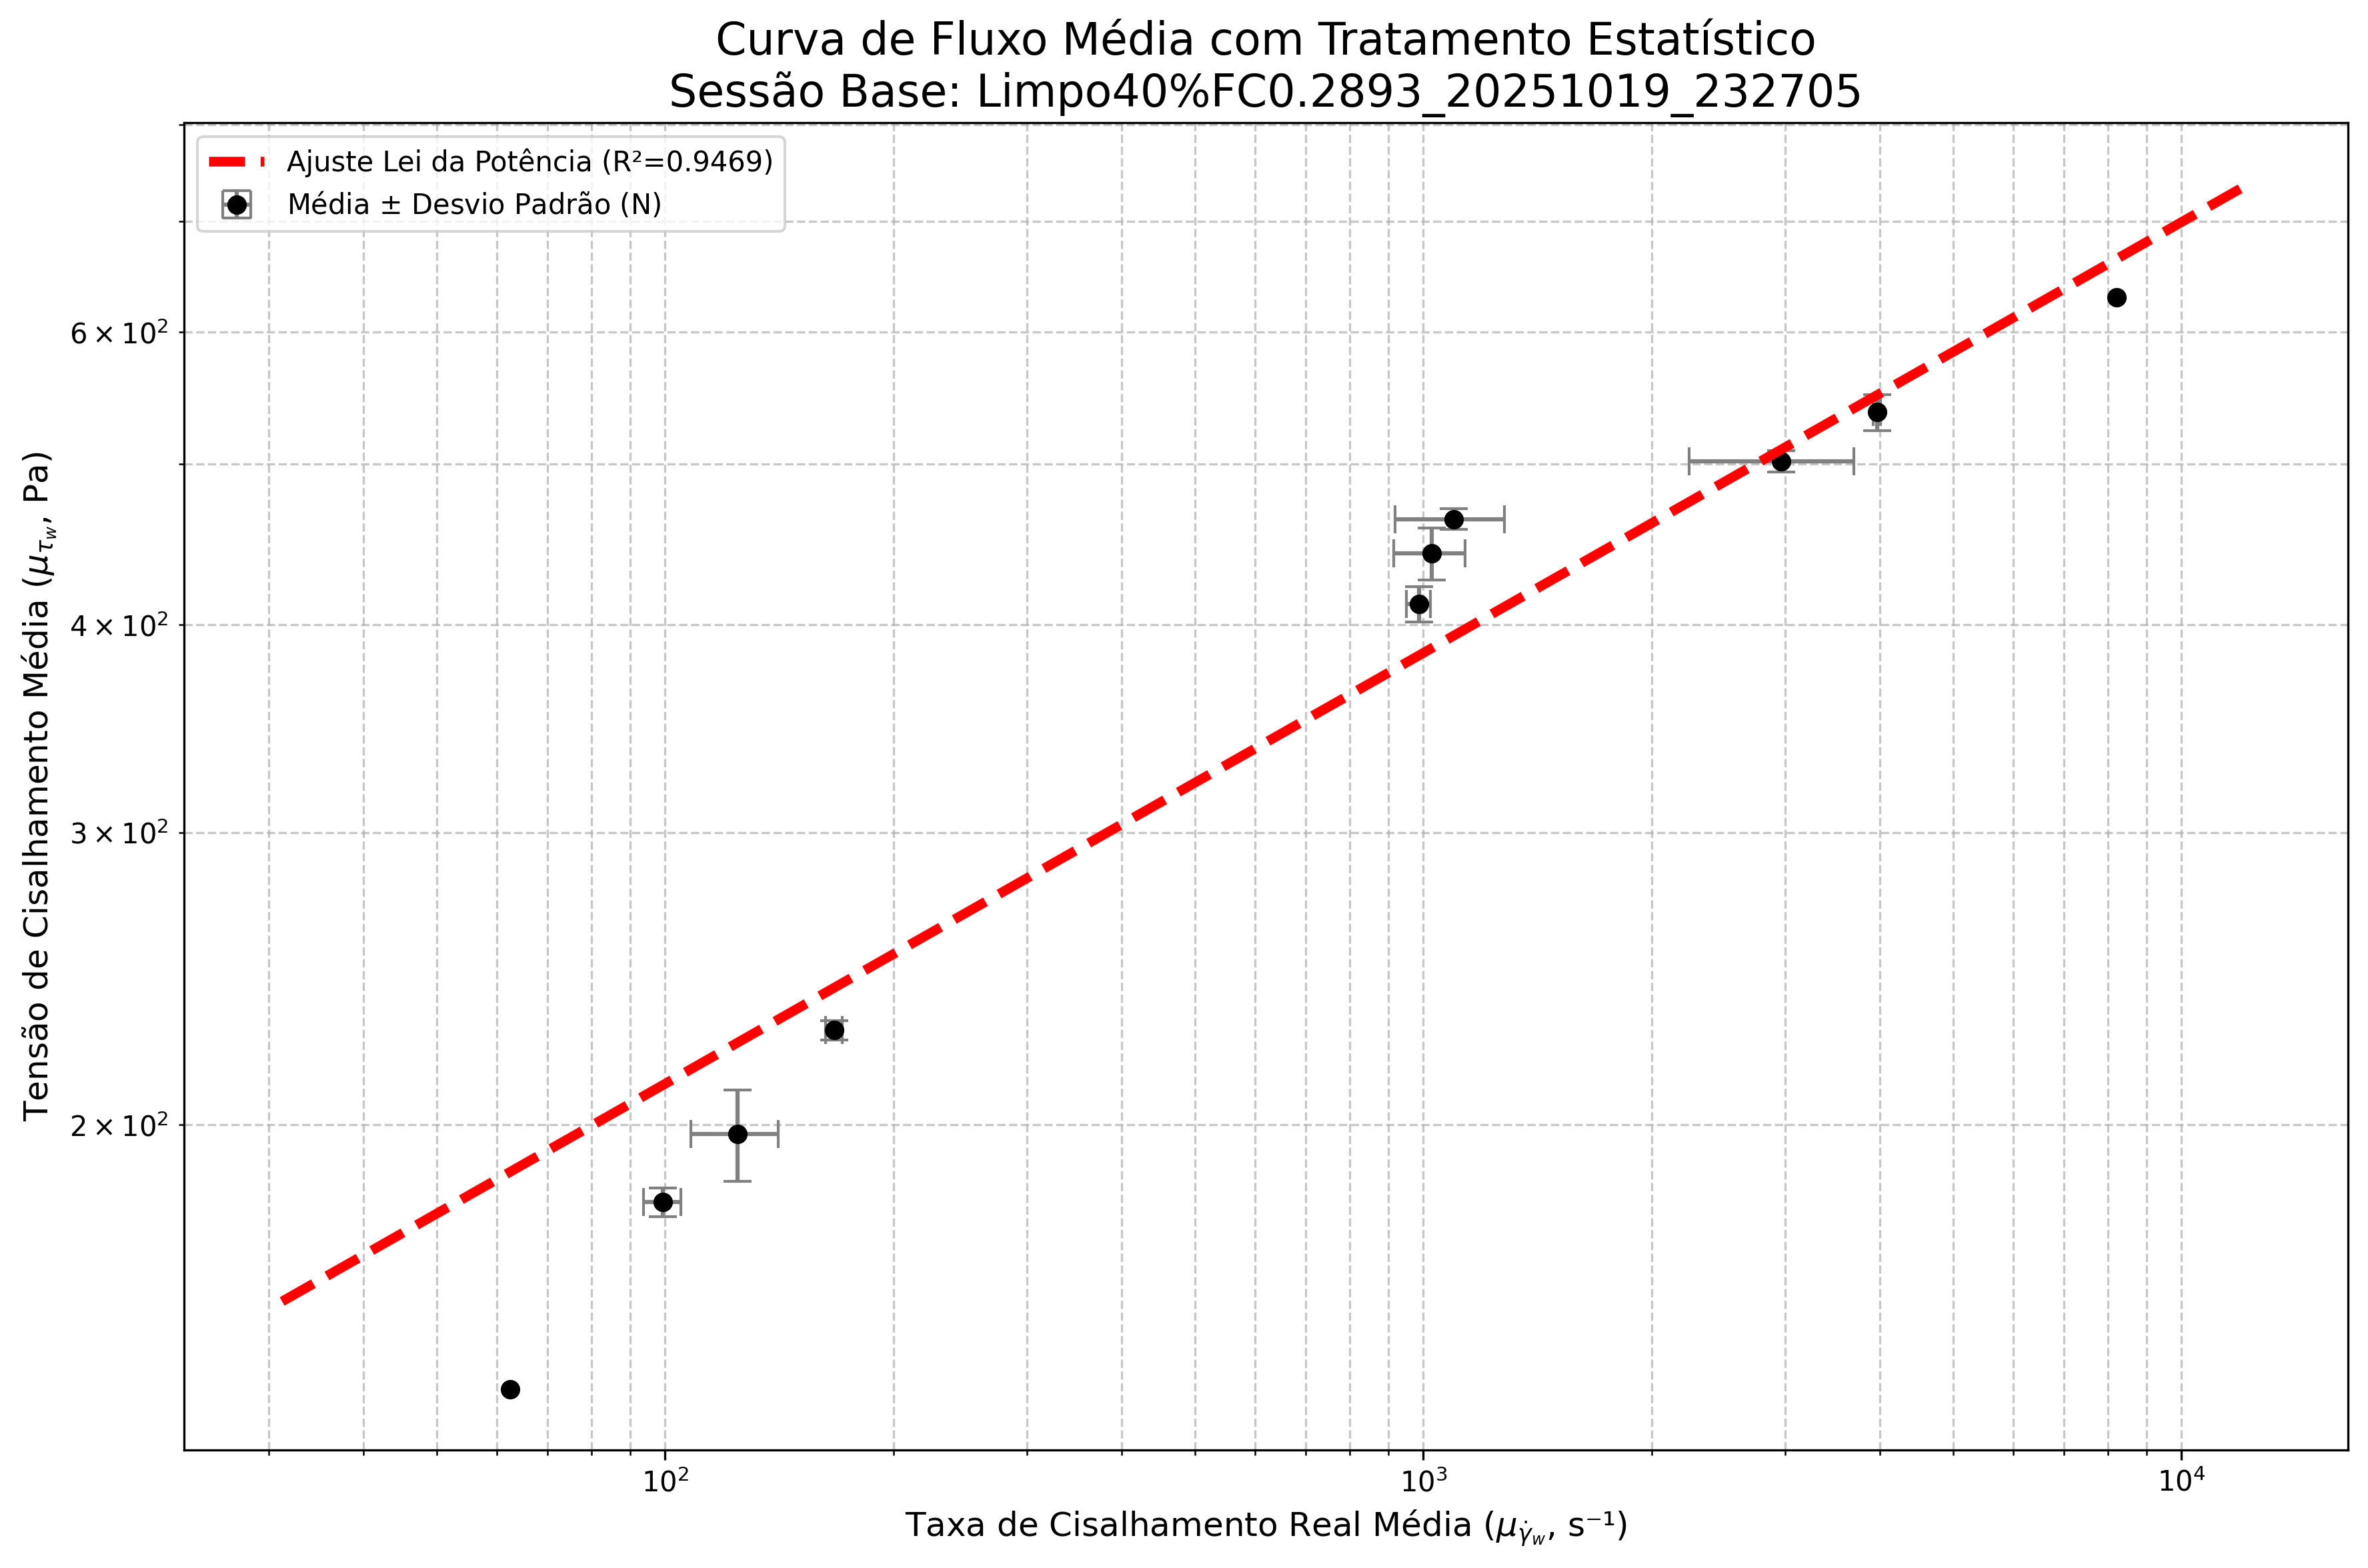 Curva de Fluxo Média com Tratamento Estatístico
Sessão Base: Limpo40%FC0.2893_20251019_232705
Ajuste Lei da Potência (R²=0.9469)
Média ± Desvio Padrão (N)
Tensão de Cisalhamento Média (μτw, Pa)
6 × 10²
4 × 10²
3 × 10²
2 × 10²
10² 10³ 10⁴
Taxa de Cisalhamento Real Média (μγ̇w, s⁻¹)